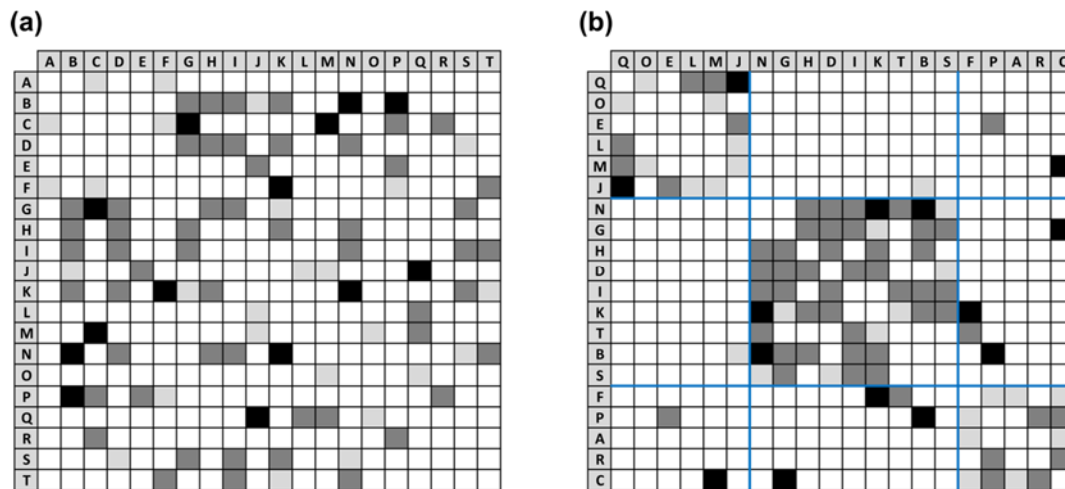 (a)
A B C D E F G H I J K L M N O P Q R S T
A
B
C
D
E
F
G
H
I
J
K
L
M
N
O
P
Q
R
S
T
(b)
Q O E L M J N G H D I K T B S F P A R C
Q
O
E
L
M
J
N
G
H
D
I
K
T
B
S
F
P
A
R
C